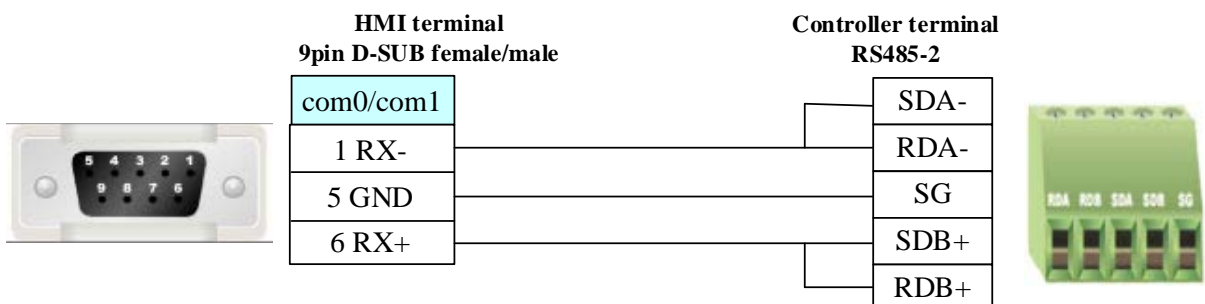 HMI terminal
9pin D-SUB female/male
Controller terminal
RS485-2
com0/com1
1 RX-
5 GND
6 RX+
SDA-
RDA-
SG
SDB+
RDB+
5 4 3 2 1
9 8 7 6
RDA RDB SDA SDB SG